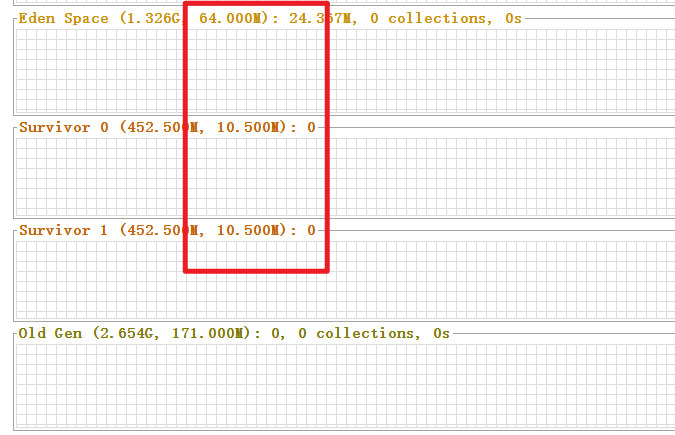 Eden Space (1.326G, 64.000M): 24.367M, 0 collections, 0s
Survivor 0 (452.500M, 10.500M): 0
Survivor 1 (452.500M, 10.500M): 0
Old Gen (2.654G, 171.000M): 0, 0 collections, 0s